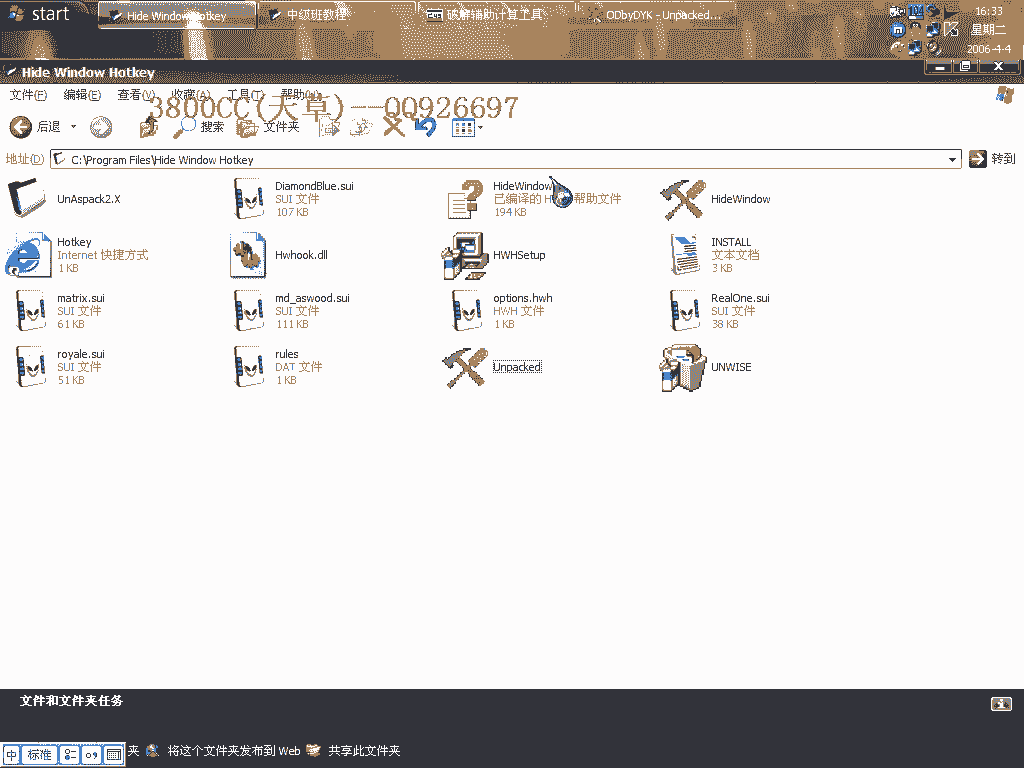 start
Hide Window Hotkey
中级班教程
破解辅助计算工具
ODbyDYK - Unpacked...
16:33
星期二
2006-4-4
Hide Window Hotkey
文件(F) 编辑(E) 查看(V) 收藏(A) 工具(T) 帮助(H)
3800CC(天草)---QQ926697
后退 搜索 文件夹
地址(D) C:\Program Files\Hide Window Hotkey 转到
UnAspack2.X
DiamondBlue.sui
SUI 文件
107 KB
HideWindow
已编译的 H 帮助文件
194 KB
HideWindow
Hotkey
Internet 快捷方式
1 KB
Hwhook.dll
HWHSetup
INSTALL
文本文档
3 KB
matrix.sui
SUI 文件
61 KB
md_aswood.sui
SUI 文件
111 KB
options.hwh
HWH 文件
1 KB
RealOne.sui
SUI 文件
38 KB
royale.sui
SUI 文件
51 KB
rules
DAT 文件
1 KB
Unpacked
UNWISE
文件和文件夹任务
中 标准 夹 将这个文件夹发布到 Web 共享此文件夹